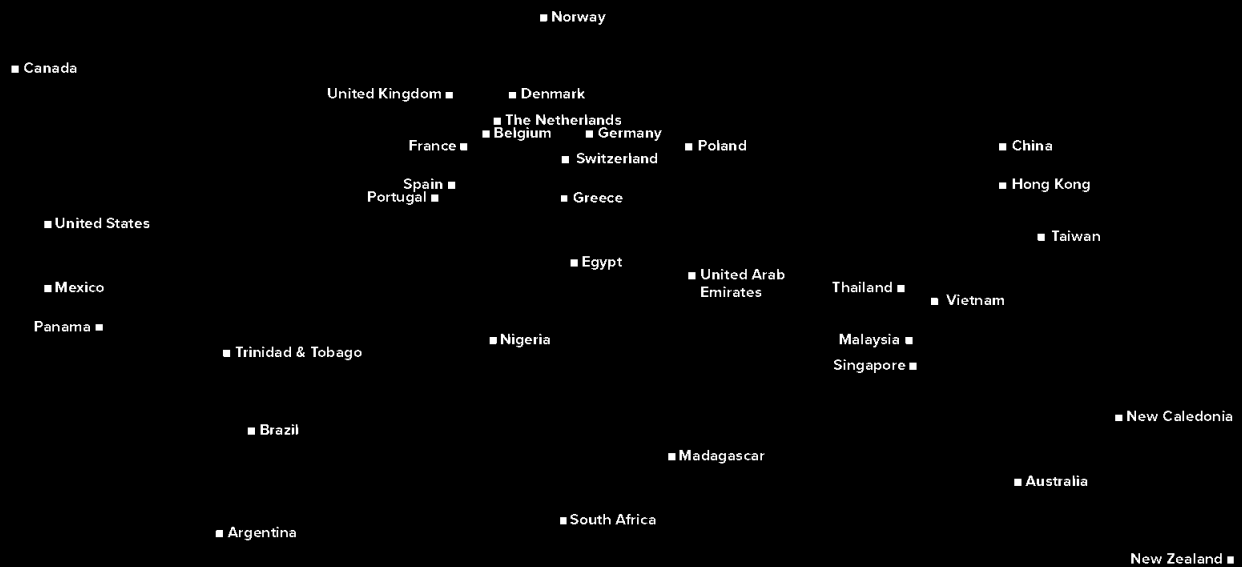 Norway
Canada
United Kingdom
Denmark
The Netherlands
Belgium
Germany
France
Poland
China
Switzerland
Spain
Hong Kong
Portugal
Greece
United States
Taiwan
Egypt
United Arab
Emirates
Mexico
Thailand
Vietnam
Panama
Nigeria
Malaysia
Trinidad & Tobago
Singapore
New Caledonia
Brazil
Madagascar
Australia
South Africa
Argentina
New Zealand